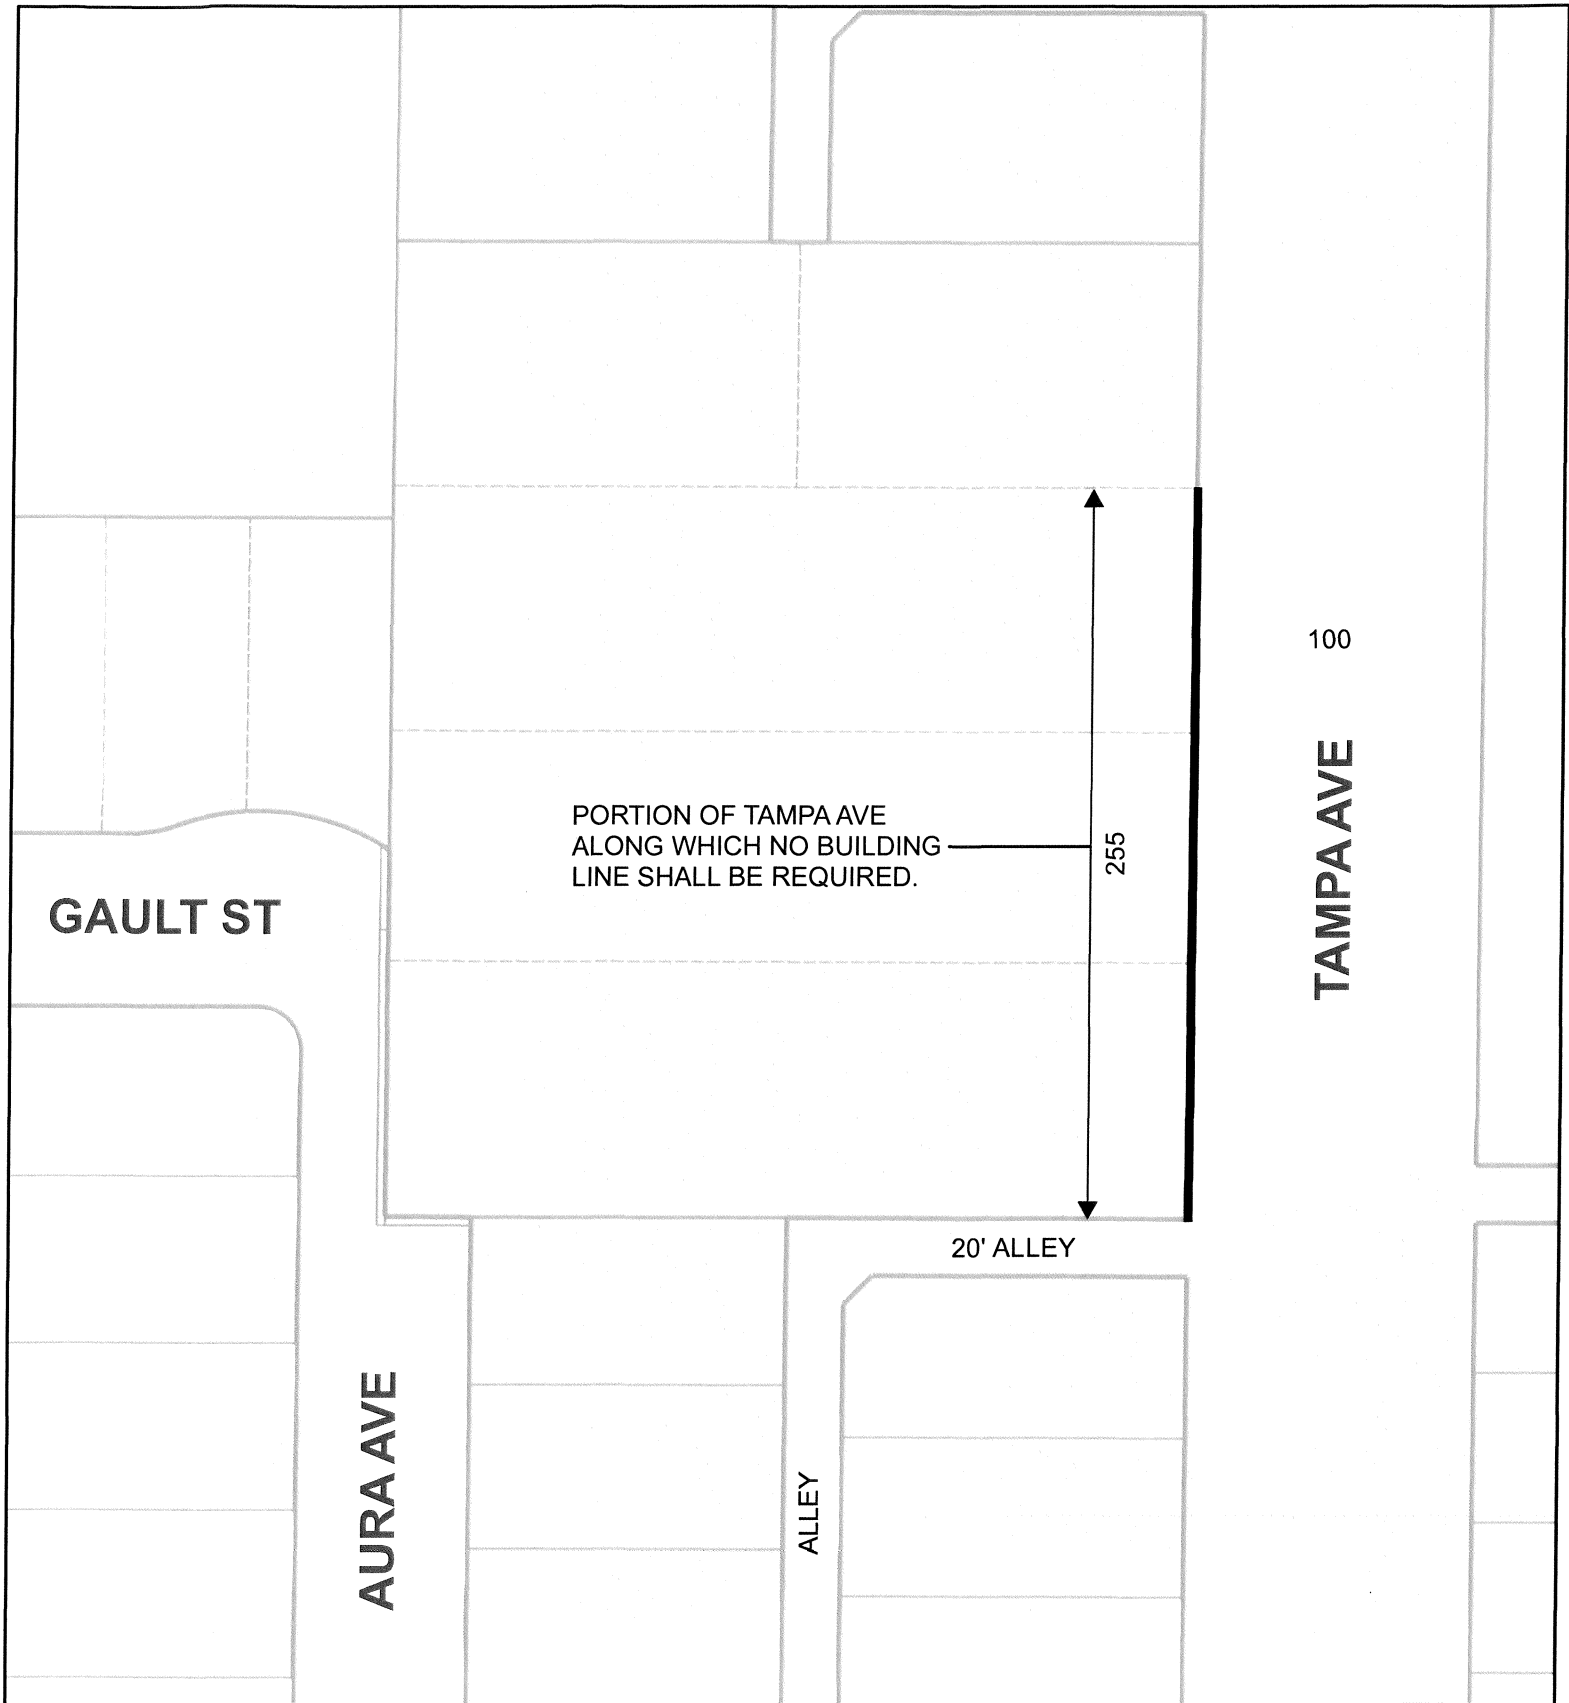 100
TAMPA AVE
PORTION OF TAMPA AVE
ALONG WHICH NO BUILDING
LINE SHALL BE REQUIRED.
255
GAULT ST
20' ALLEY
AURA AVE
ALLEY